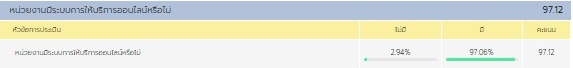 หน่วยงานมีระบบการให้บริการออนไลน์หรือไม่ 97.12
หัวข้อการประเมิน ไม่มี มี คะแนน
หน่วยงานมีระบบการให้บริการออนไลน์หรือไม่ 2.94% 97.06% 97.12